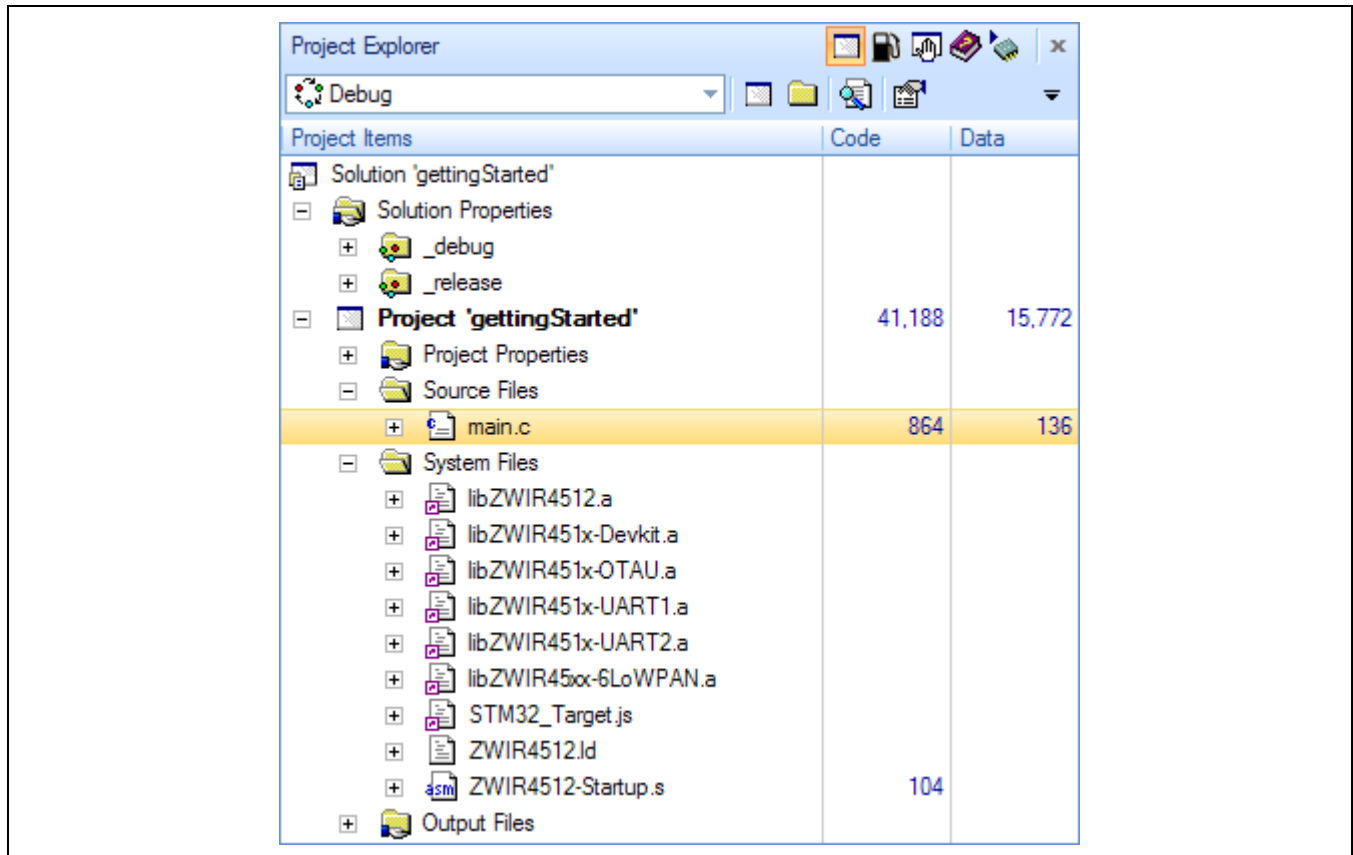 Project Explorer
Debug
Project Items Code Data
Solution 'gettingStarted'
Solution Properties
_debug
_release
Project 'gettingStarted' 41,188 15,772
Project Properties
Source Files
main.c 864 136
System Files
libZWIR4512.a
libZWIR451x-Devkit.a
libZWIR451x-OTAU.a
libZWIR451x-UART1.a
libZWIR451x-UART2.a
libZWIR45xx-6LoWPAN.a
STM32_Target.js
ZWIR4512.ld
asm ZWIR4512-Startup.s 104
Output Files